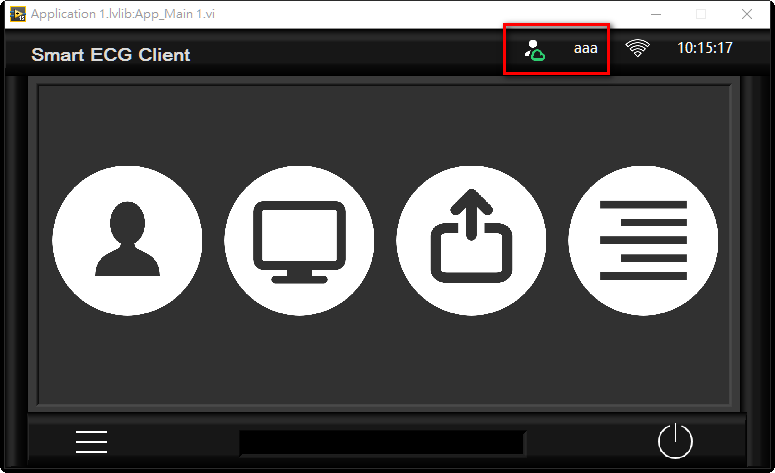 Application 1.lvlib:App_Main 1.vi
Smart ECG Client
aaa
10:15:17